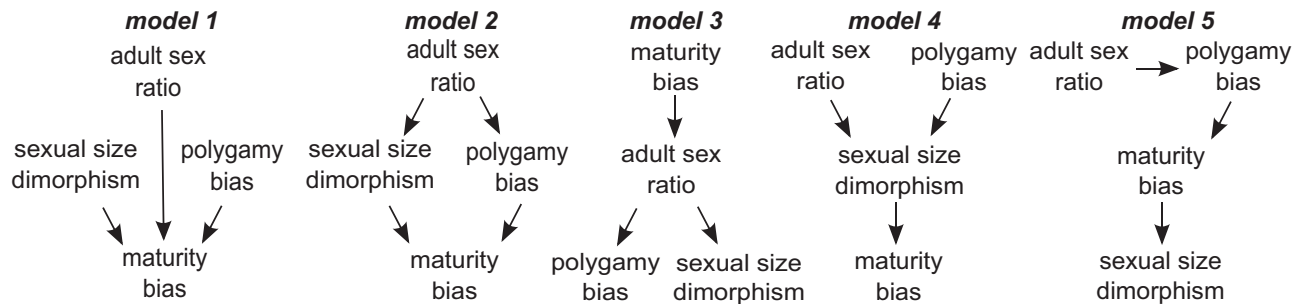 model 1
adult sex
ratio
sexual size
dimorphism
polygamy
bias
maturity
bias
model 2
adult sex
ratio
sexual size
dimorphism
polygamy
bias
maturity
bias
model 3
maturity
bias
adult sex
ratio
polygamy
bias
sexual size
dimorphism
model 4
adult sex
ratio
polygamy
bias
sexual size
dimorphism
maturity
bias
model 5
adult sex
ratio
polygamy
bias
maturity
bias
sexual size
dimorphism